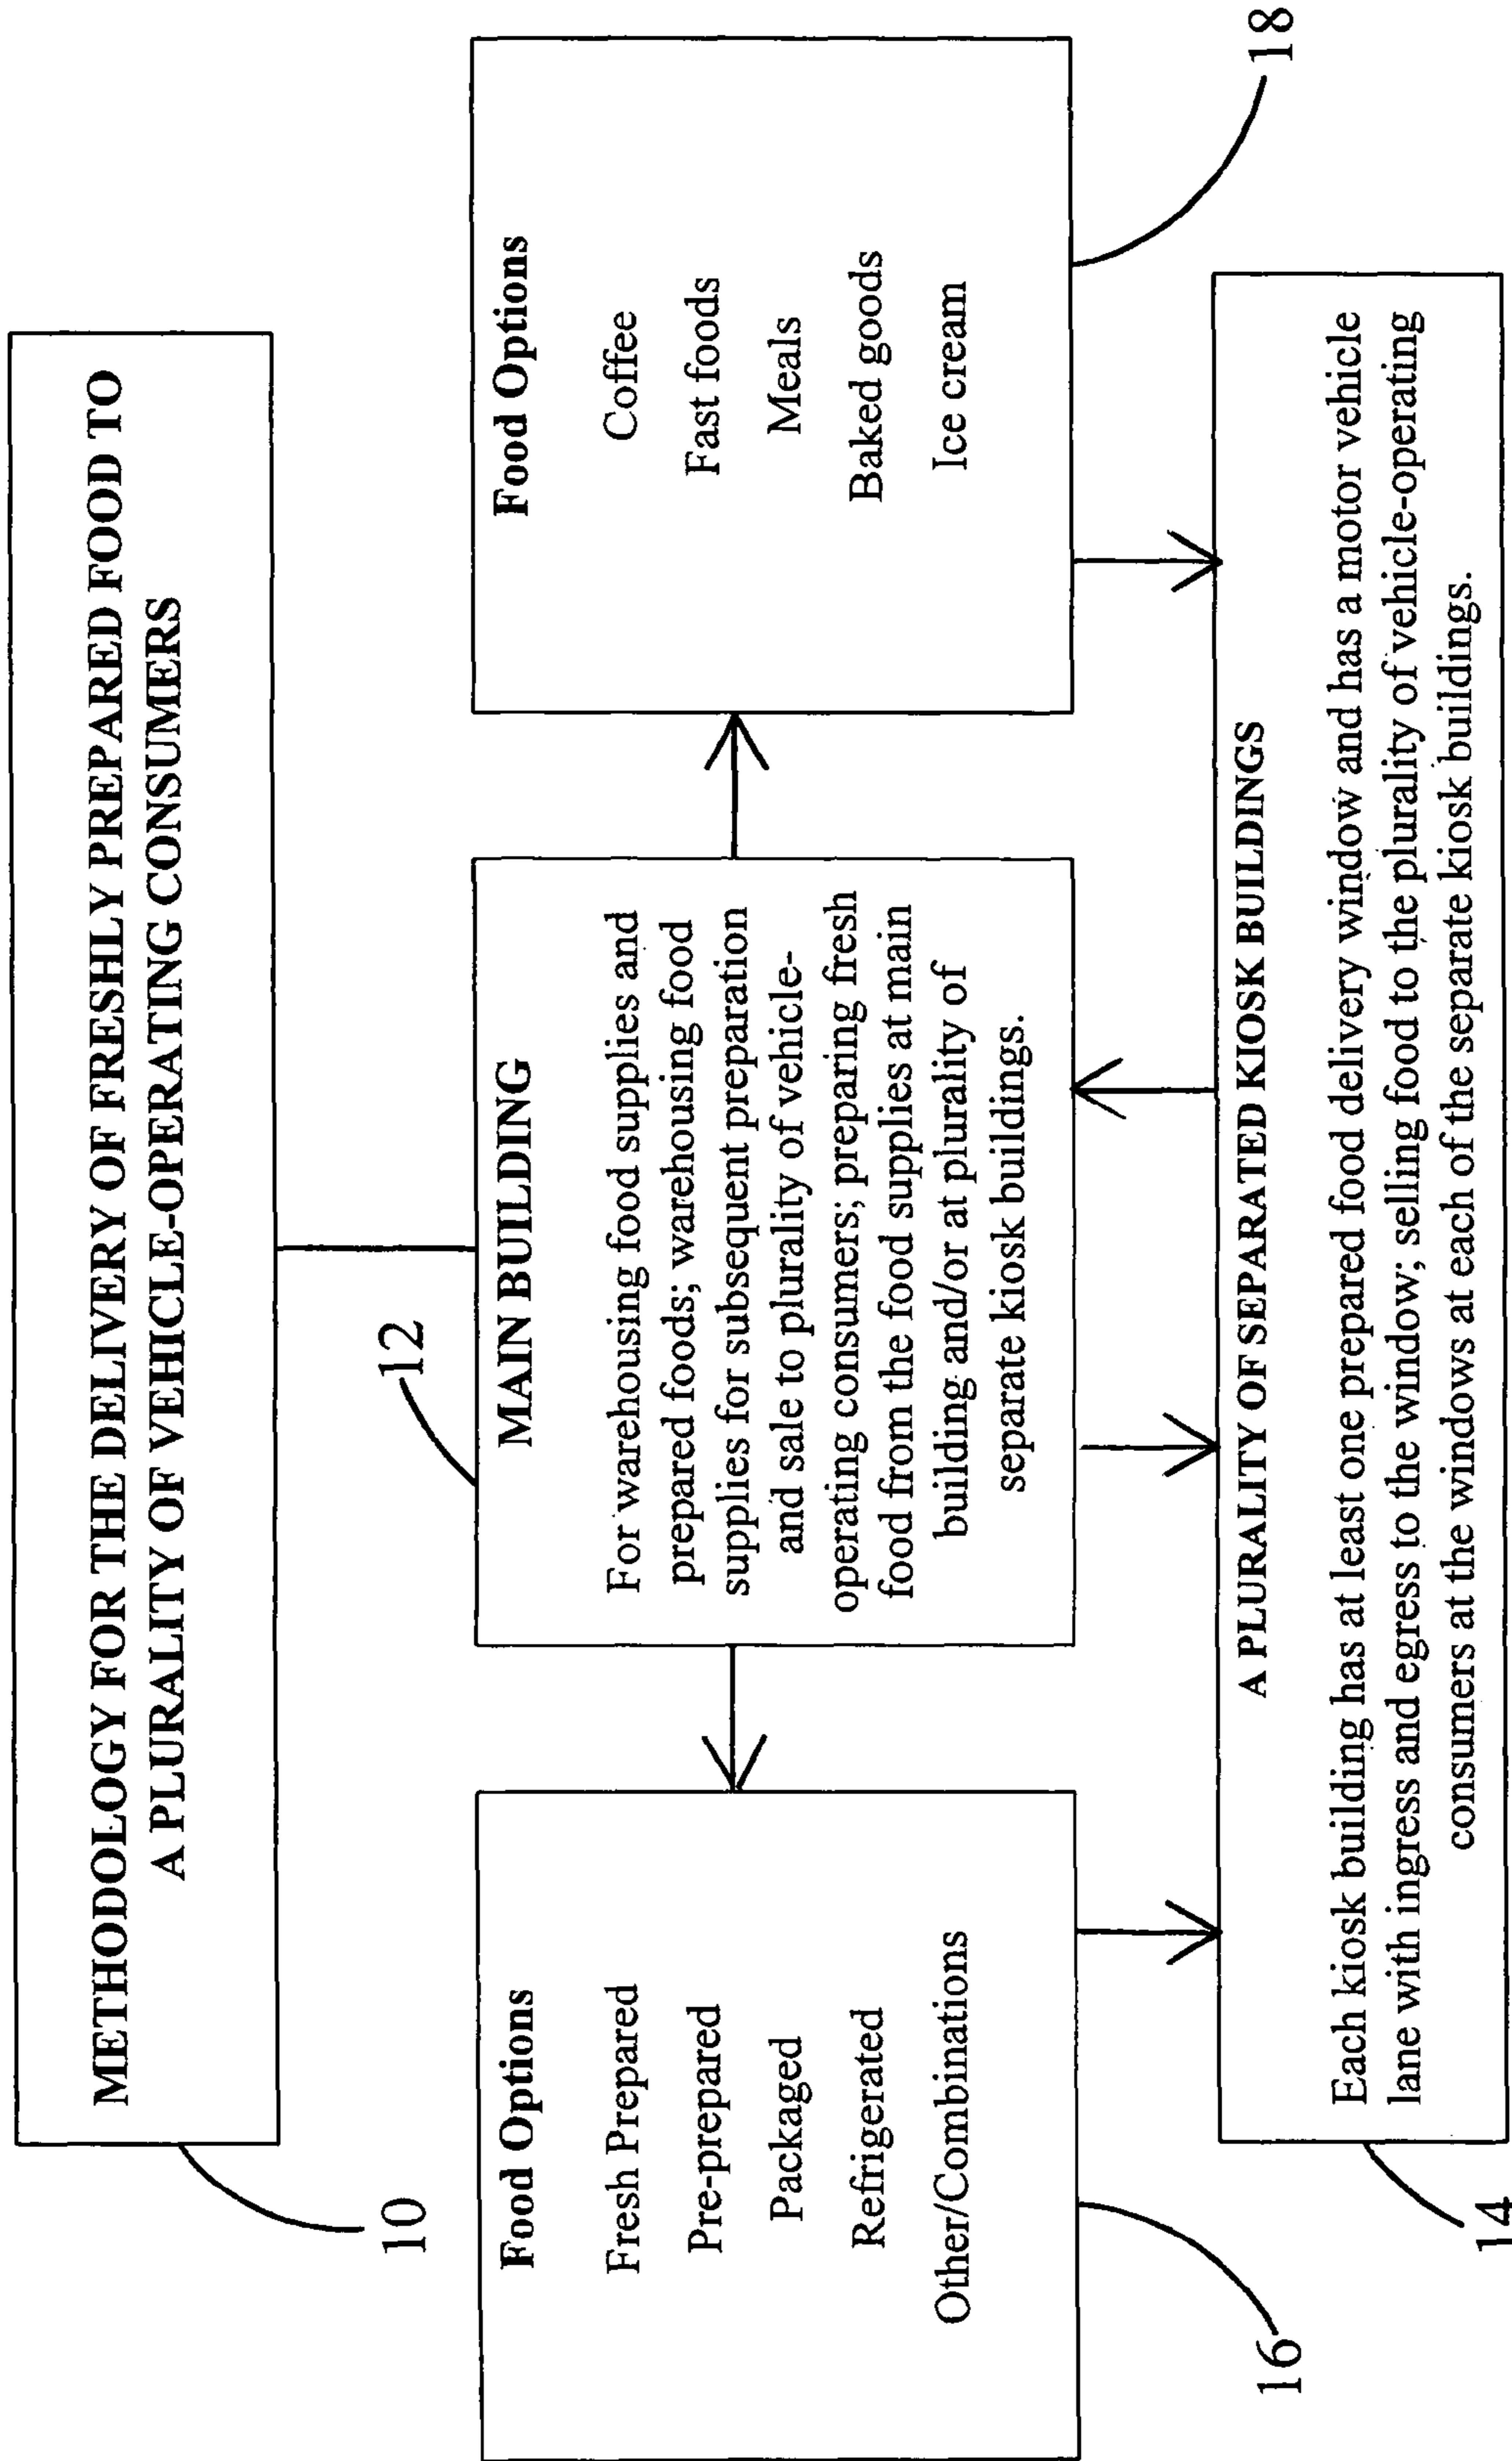 METHODOLOGY FOR THE DELIVERY OF FRESHLY PREPARED FOOD TO
A PLURALITY OF VEHICLE-OPERATING CONSUMERS
10
12
Food Options
Fresh Prepared
Pre-prepared
Packaged
Refrigerated
Other/Combinations
16
MAIN BUILDING
For warehousing food supplies and
prepared foods; warehousing food
supplies for subsequent preparation
and sale to plurality of vehicle-
operating consumers; preparing fresh
food from the food supplies at main
building and/or at plurality of
separate kiosk buildings.
Food Options
Coffee
Fast foods
Meals
Baked goods
Ice cream
18
A PLURALITY OF SEPARATED KIOSK BUILDINGS
Each kiosk building has at least one prepared food delivery window and has a motor vehicle
lane with ingress and egress to the window; selling food to the plurality of vehicle-operating
consumers at the windows at each of the separate kiosk buildings.
14